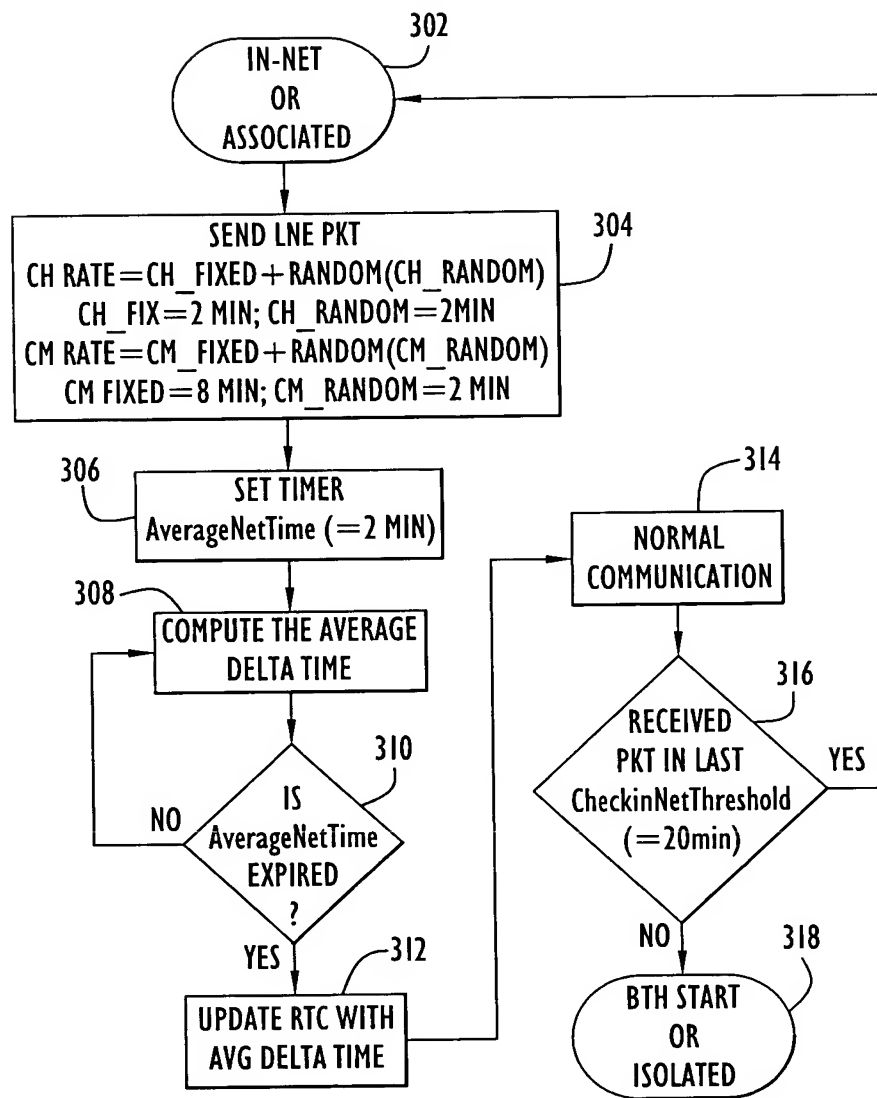 302
IN-NET
OR
ASSOCIATED
SEND LNE PKT
304
CH RATE=CH_FIXED+RANDOM(CH_RANDOM)
CH_FIX=2 MIN; CH_RANDOM=2MIN
CM RATE=CM_FIXED+RANDOM(CM_RANDOM)
CM FIXED=8 MIN; CM_RANDOM=2 MIN
306
SET TIMER
AverageNetTime (=2 MIN)
308
COMPUTE THE AVERAGE
DELTA TIME
310
IS
AverageNetTime
EXPIRED
?
NO
YES
312
UPDATE RTC WITH
AVG DELTA TIME
314
NORMAL
COMMUNICATION
316
RECEIVED
PKT IN LAST
CheckinNetThreshold
(=20min)
YES
NO
318
BTH START
OR
ISOLATED